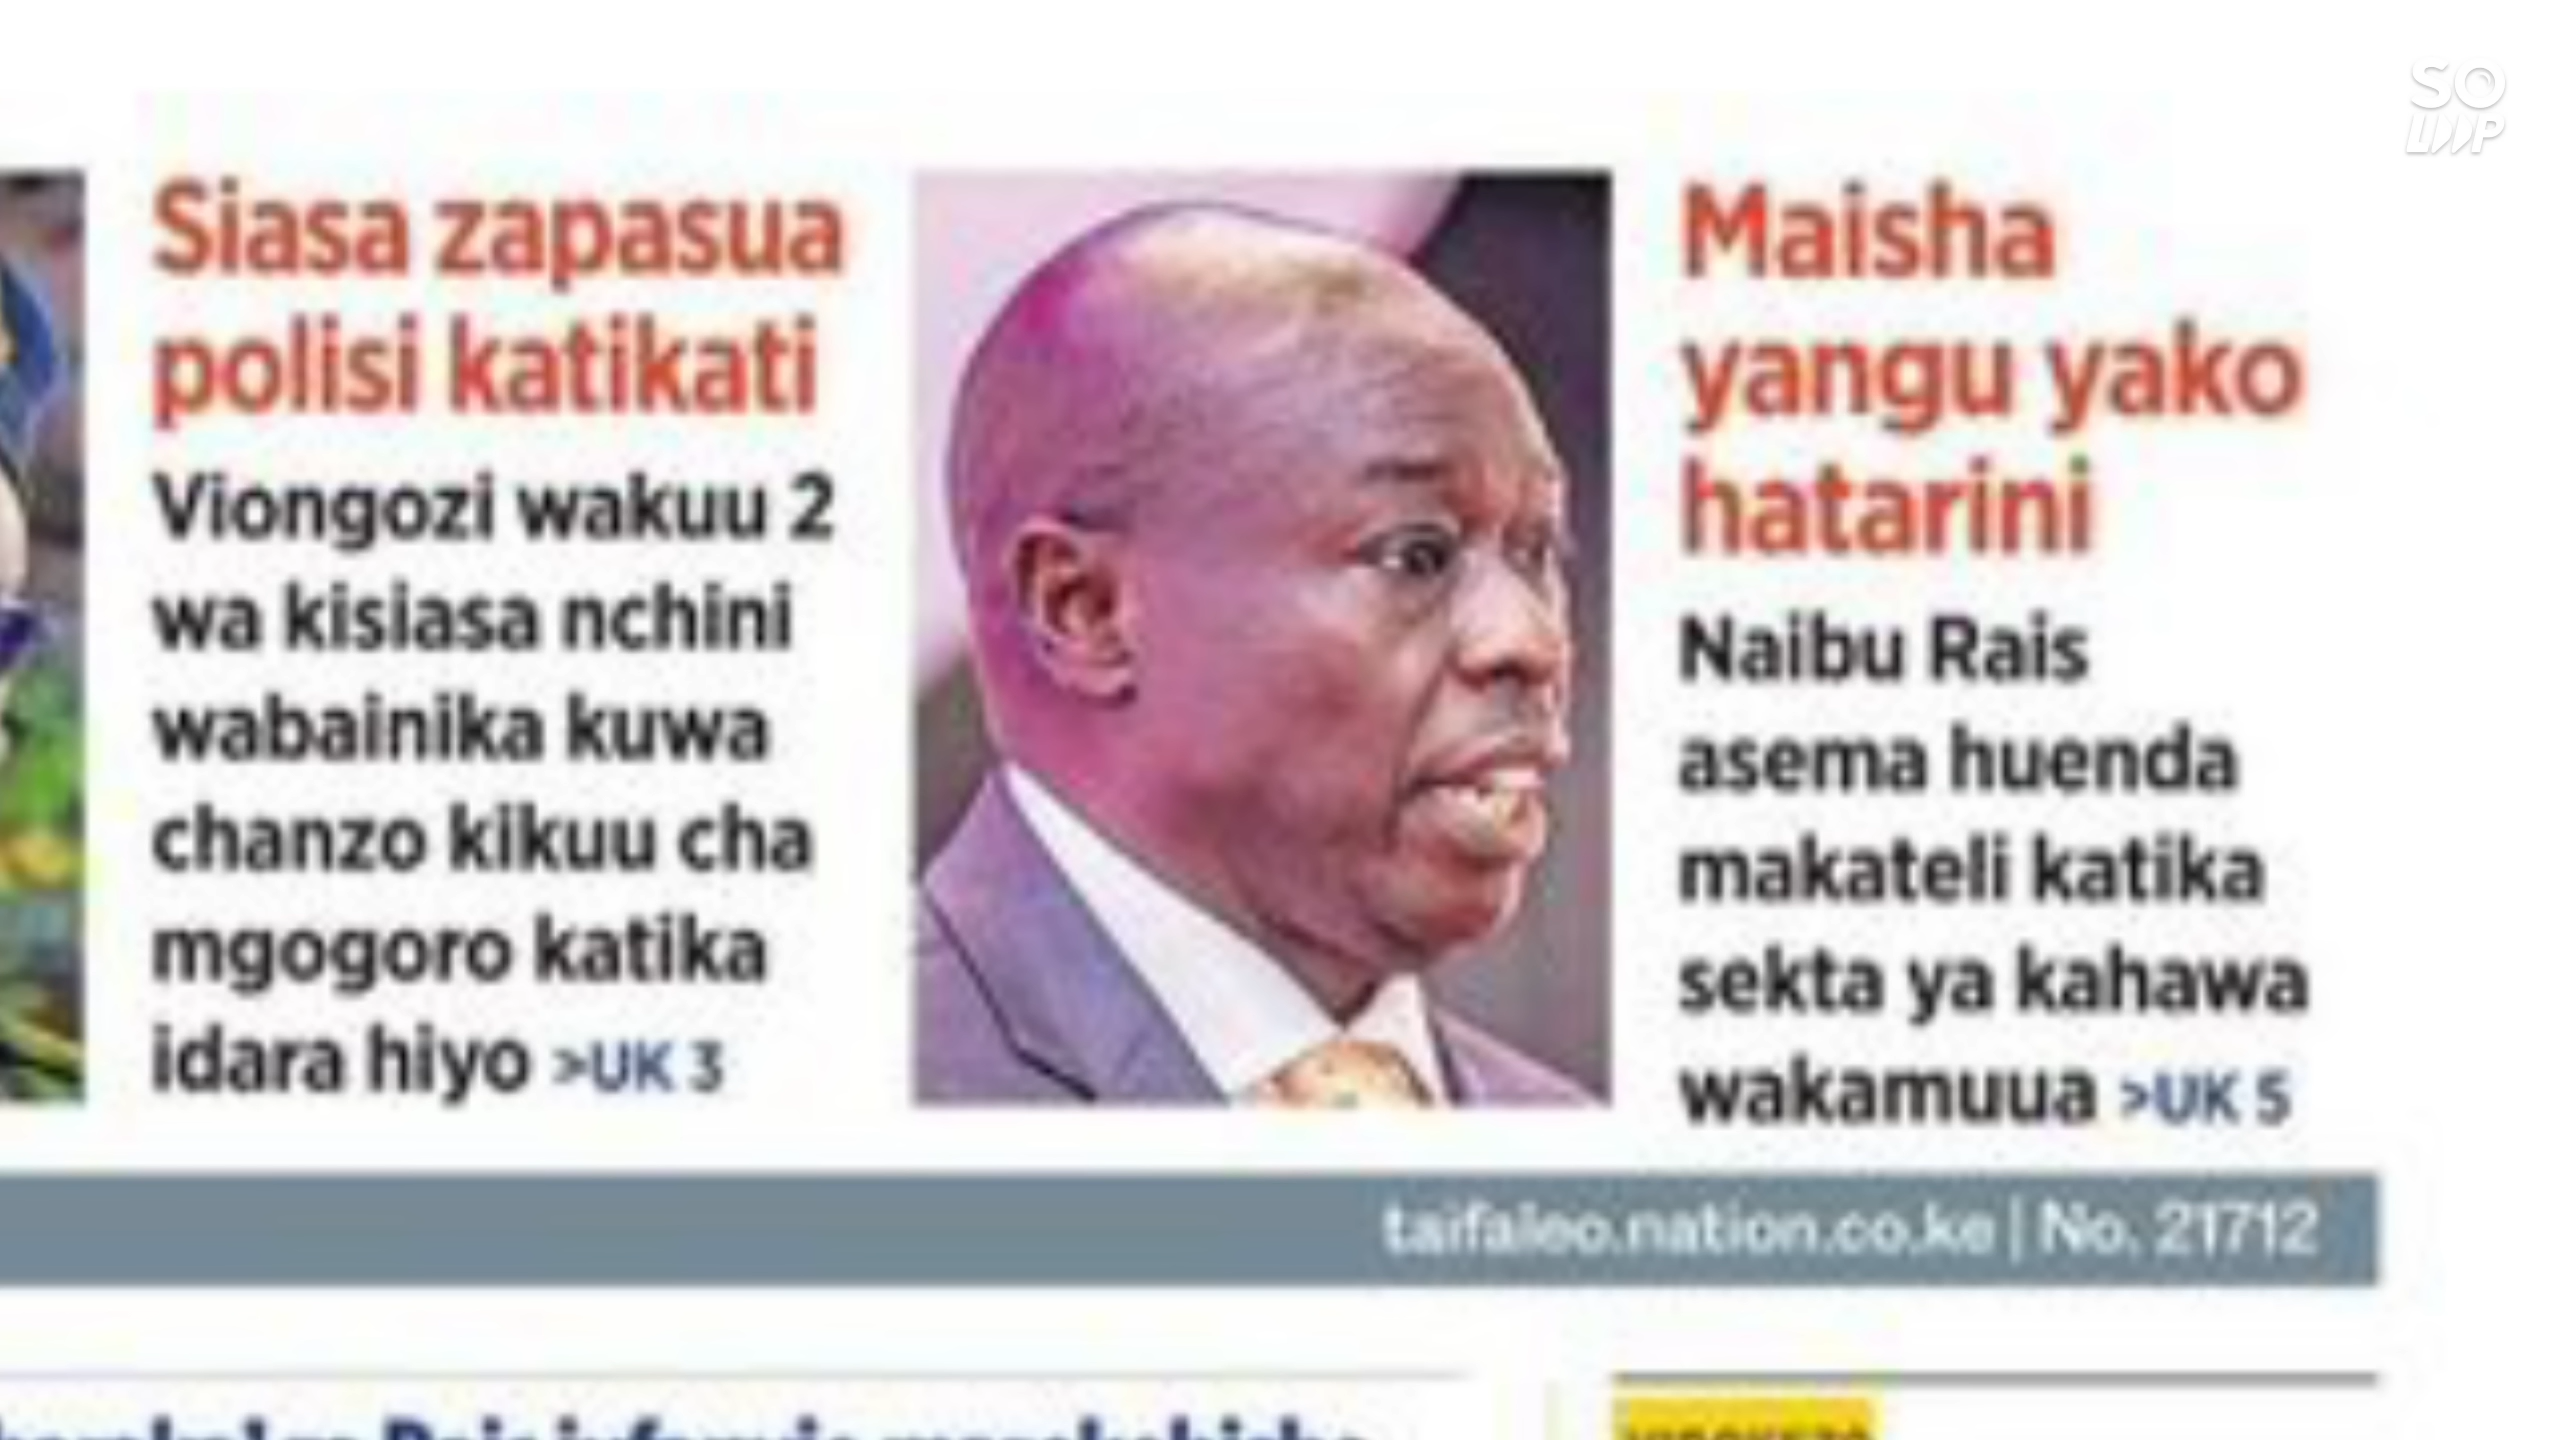 SO
Siasa zapasua
polisi katikati
Viongozi wakuu 2
wa kisiasa nchini
wabainika kuwa
chanzo kikuu cha
mgogoro katika
idara hiyo >UK 3
Maisha
yangu yako
hatarini
Naibu Rais
asema huenda
makateli katika
sekta ya kahawa
wakamuua >UK 5
taifaleo.nation.co.ke | No. 21712